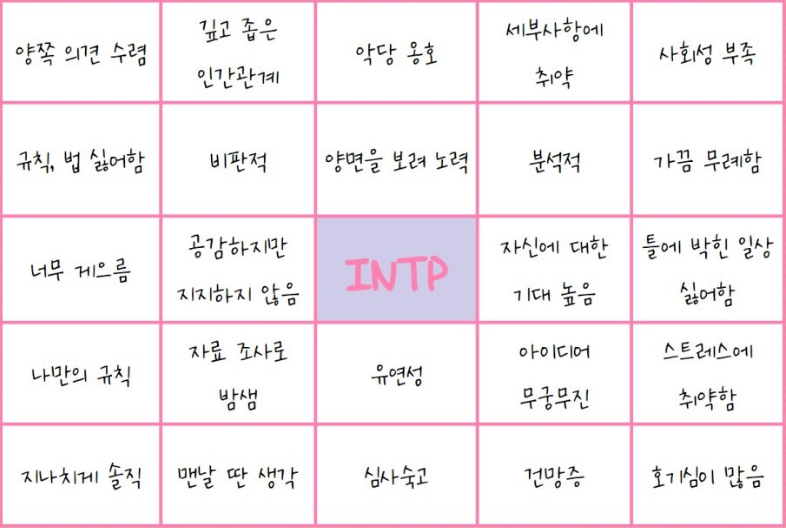 양쪽 의견 수렴
깊고 좁은
인간관계
악당 옹호
세부사항에
취약
사회성 부족
규칙, 법 싫어함
비판적
양면을 보려 노력
분석적
가끔 무례함
너무 게으름
공감하지만
지지하지 않음
INTP
자신에 대한
기대 높음
틀에 박힌 일상
싫어함
나만의 규칙
자료 조사로
밤샘
유연성
아이디어
무궁무진
스트레스에
취약함
지나치게 솔직
맨날 딴 생각
심사숙고
건망증
호기심이 많음